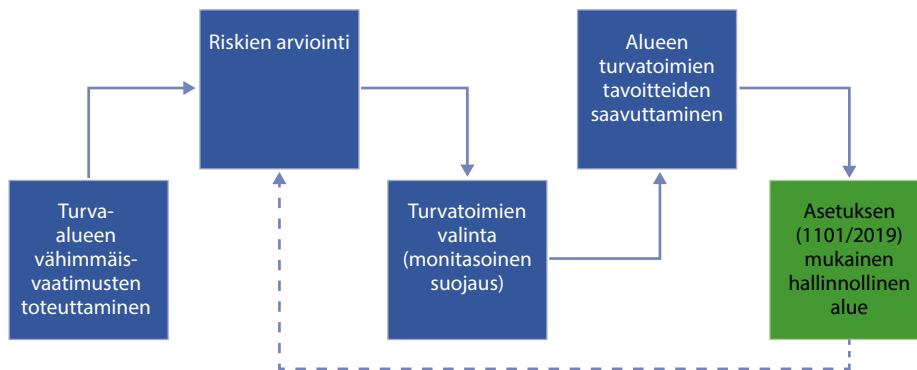 Turva-
alueen
vähimmäis-
vaatimusten
toteuttaminen
Riskien arviointi
Turvatoimien
valinta
(monitasoinen
suojaus)
Alueen
turvatoimien
tavoitteiden
saavuttaminen
Asetuksen
(1101/2019)
mukainen
hallinnollinen
alue